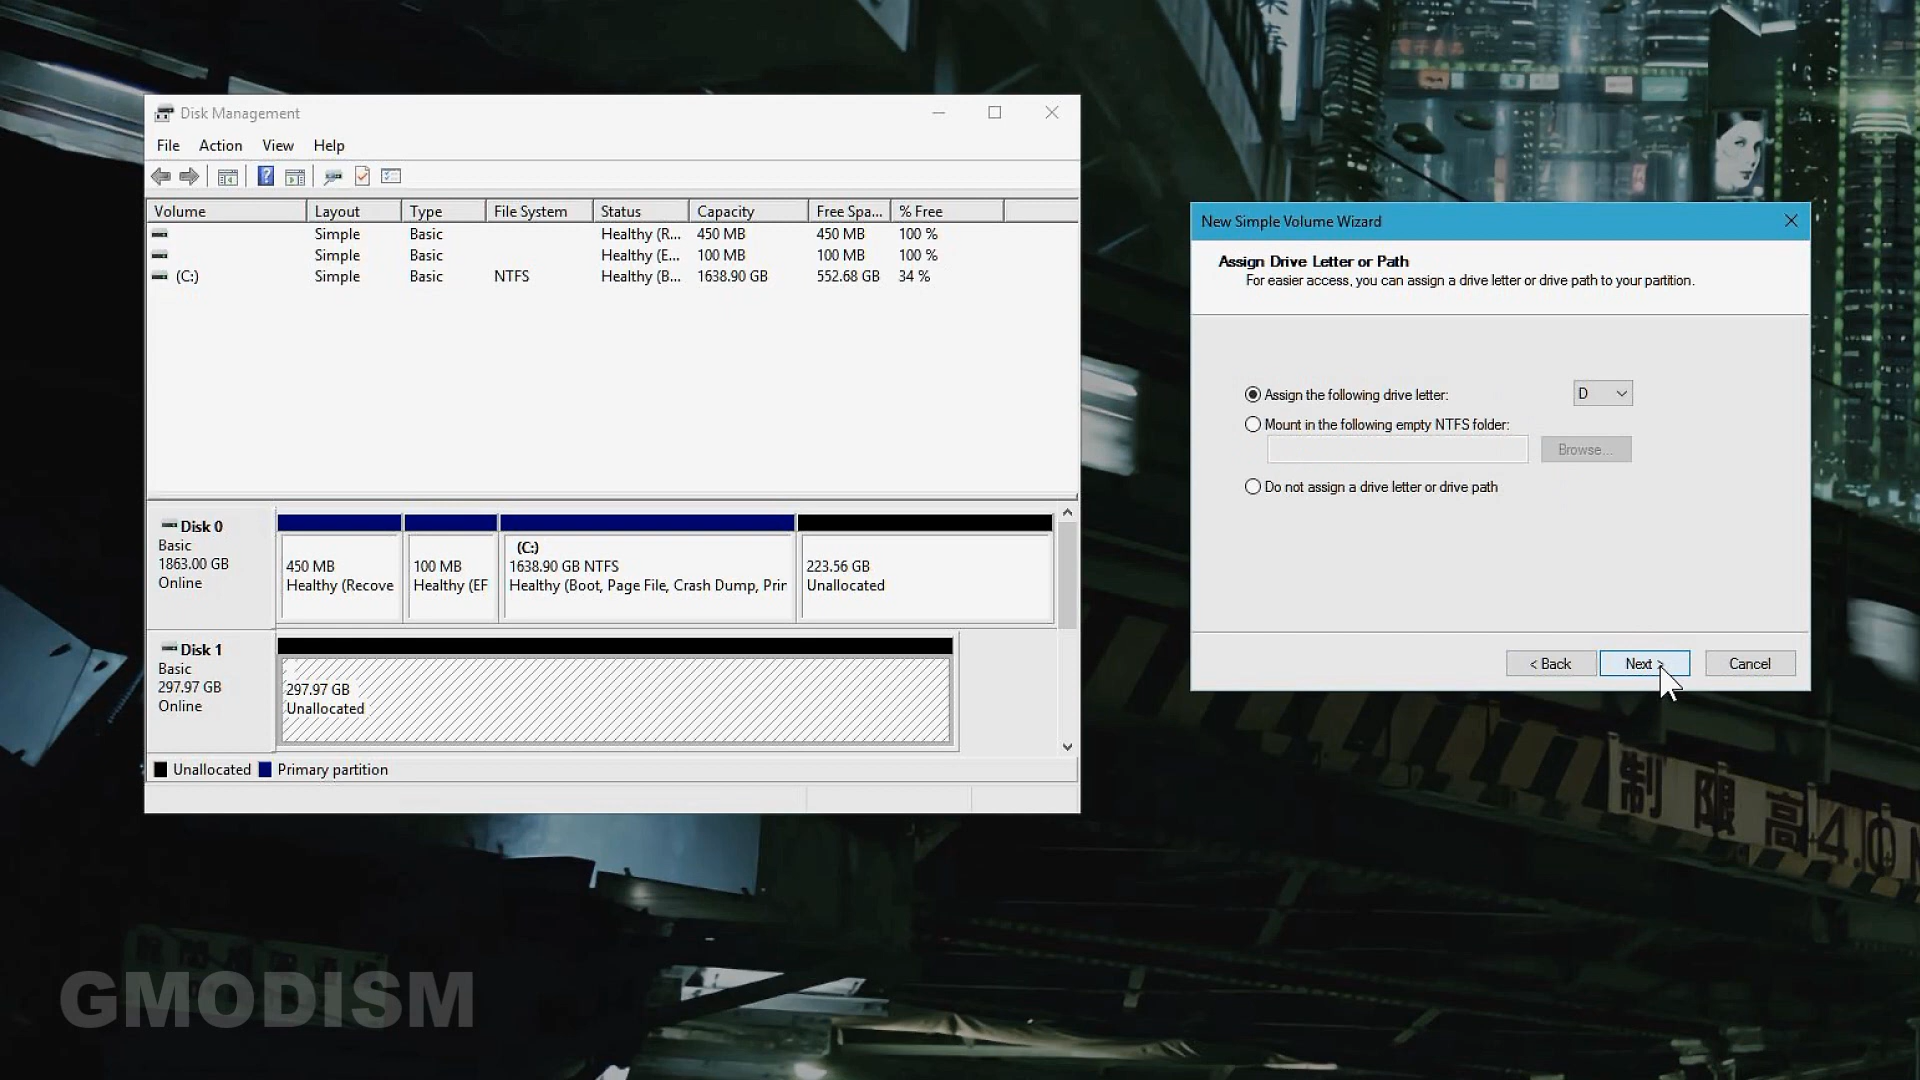 Disk Management
File Action View Help
Volume Layout Type File System Status Capacity Free Spa... % Free
Simple Basic Healthy (R... 450 MB 450 MB 100 %
Simple Basic Healthy (E... 100 MB 100 MB 100 %
(C:) Simple Basic NTFS Healthy (B... 1638.90 GB 552.68 GB 34 %
Disk 0
Basic
1863.00 GB
Online
450 MB
Healthy (Recove
100 MB
Healthy (EF
(C:)
1638.90 GB NTFS
Healthy (Boot, Page File, Crash Dump, Prir
223.56 GB
Unallocated
Disk 1
Basic
297.97 GB
Online
297.97 GB
Unallocated
Unallocated Primary partition
New Simple Volume Wizard
Assign Drive Letter or Path
For easier access, you can assign a drive letter or drive path to your partition.
Assign the following drive letter: D
Mount in the following empty NTFS folder:
Browse...
Do not assign a drive letter or drive path
< Back Next > Cancel
制限高4.0
GMODISM